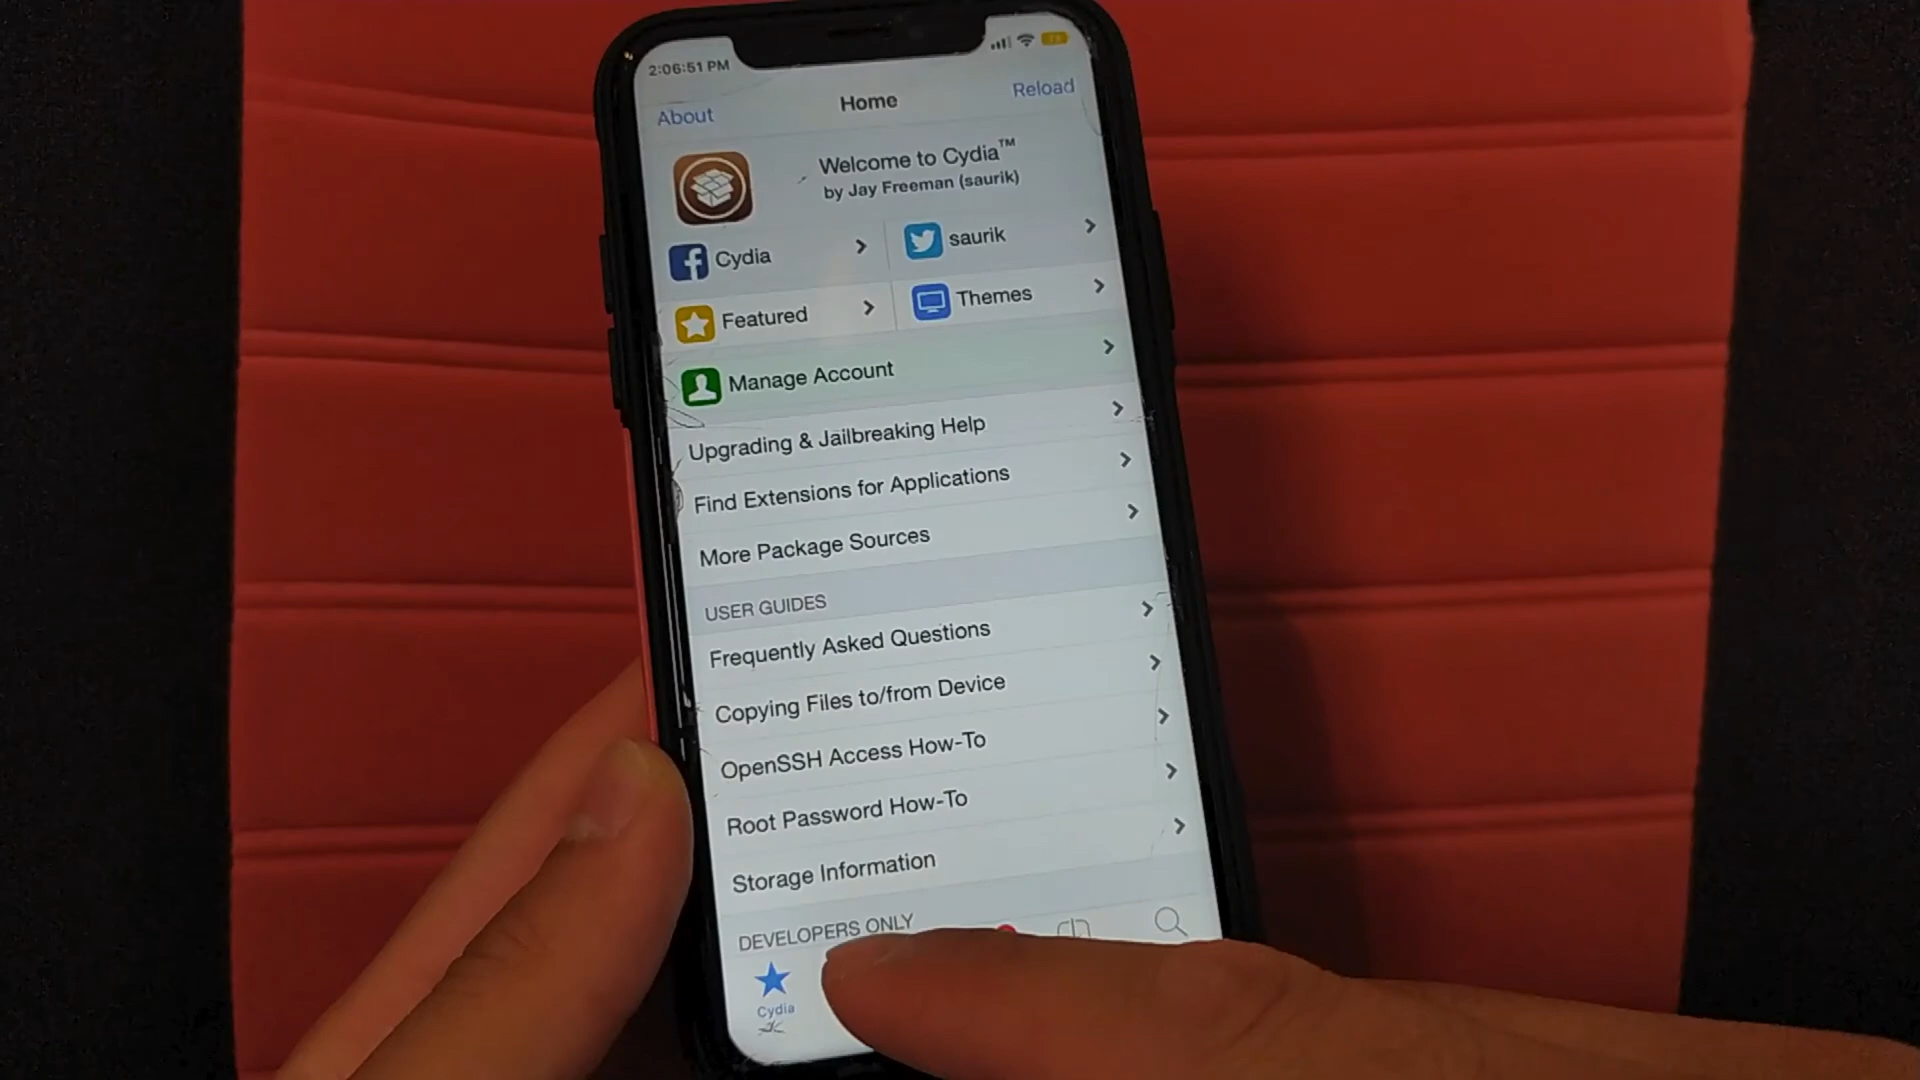 2:06:51 PM
About
Home
Reload
Welcome to Cydia™
by Jay Freeman (saurik)
Cydia
saurik
Featured
Themes
Manage Account
Upgrading & Jailbreaking Help
Find Extensions for Applications
More Package Sources
USER GUIDES
Frequently Asked Questions
Copying Files to/from Device
OpenSSH Access How-To
Root Password How-To
Storage Information
DEVELOPERS ONLY
Cydia